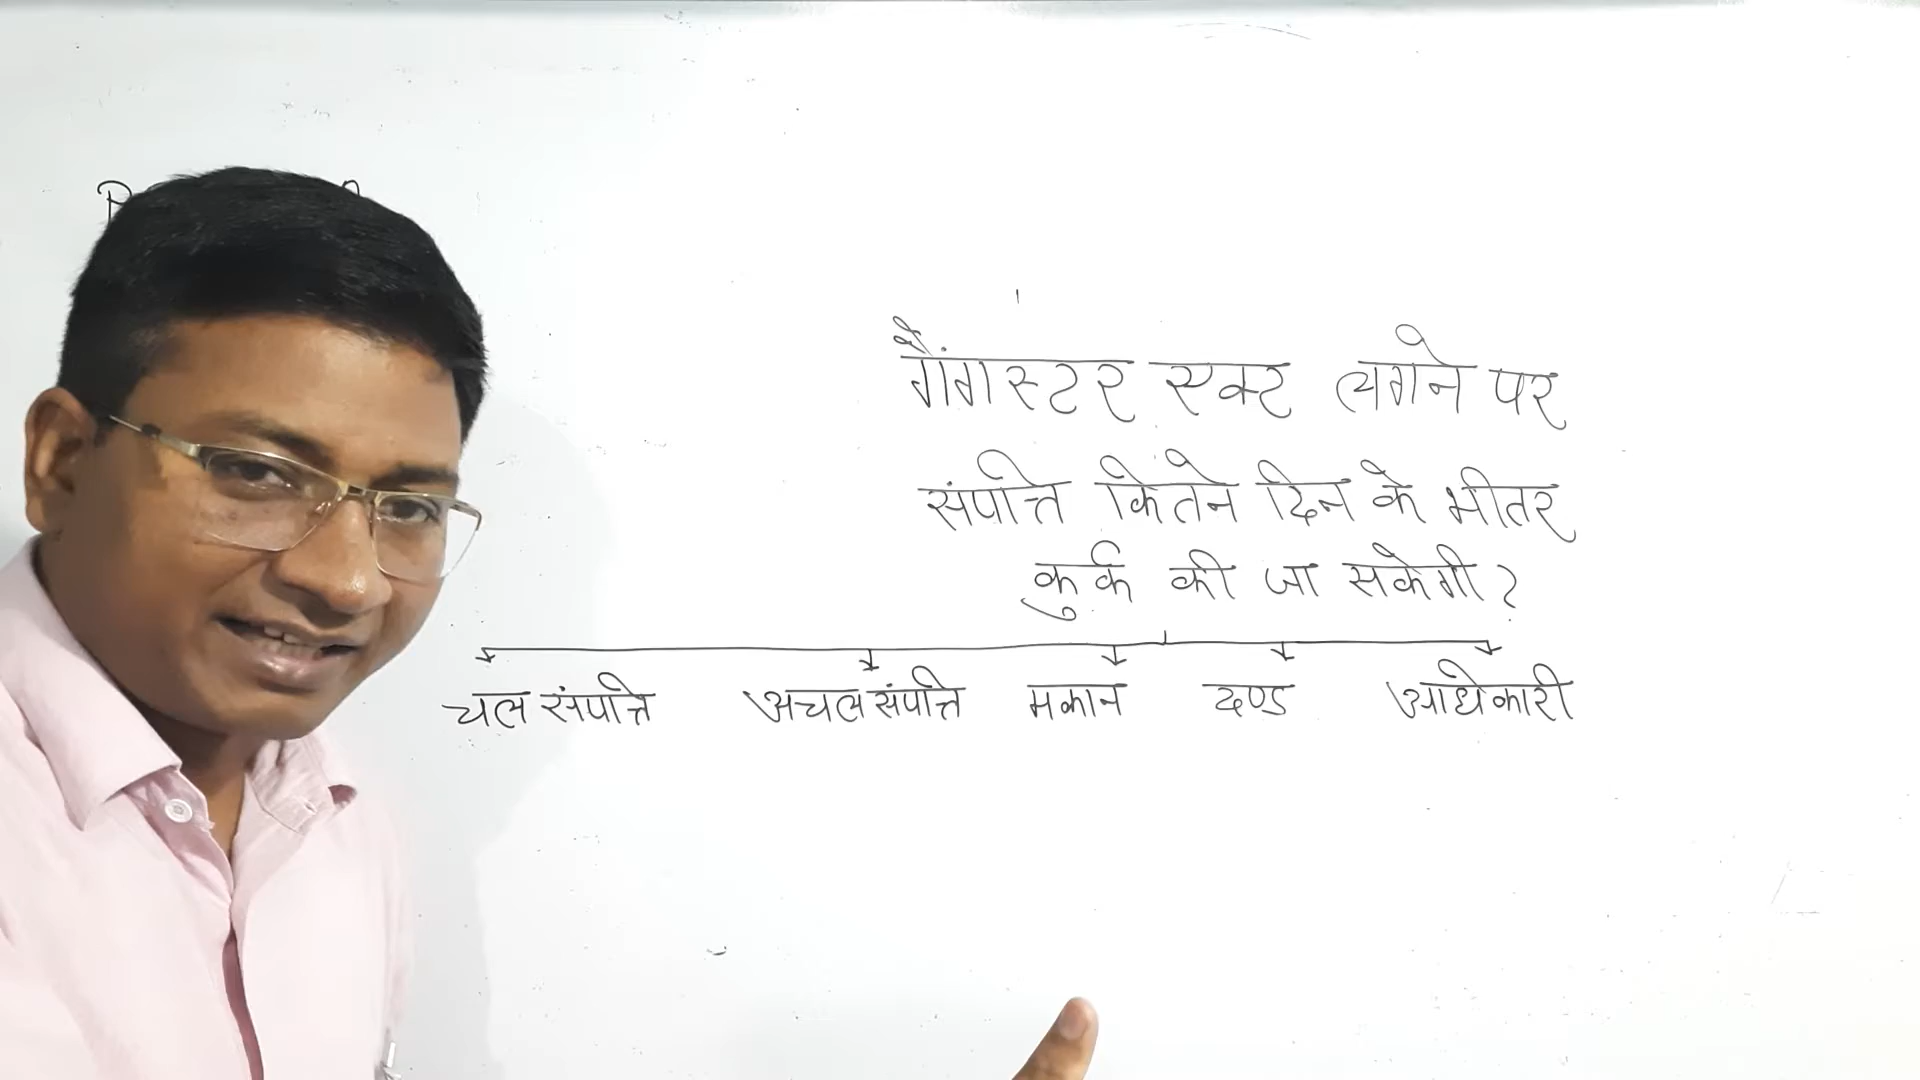 गैंगस्टर एक्ट लगने पर
संपत्ति कितने दिन के भीतर
कुर्क की जा सकेगी?
चल संपत्ति अचल संपत्ति मकान दण्ड अधिकारी